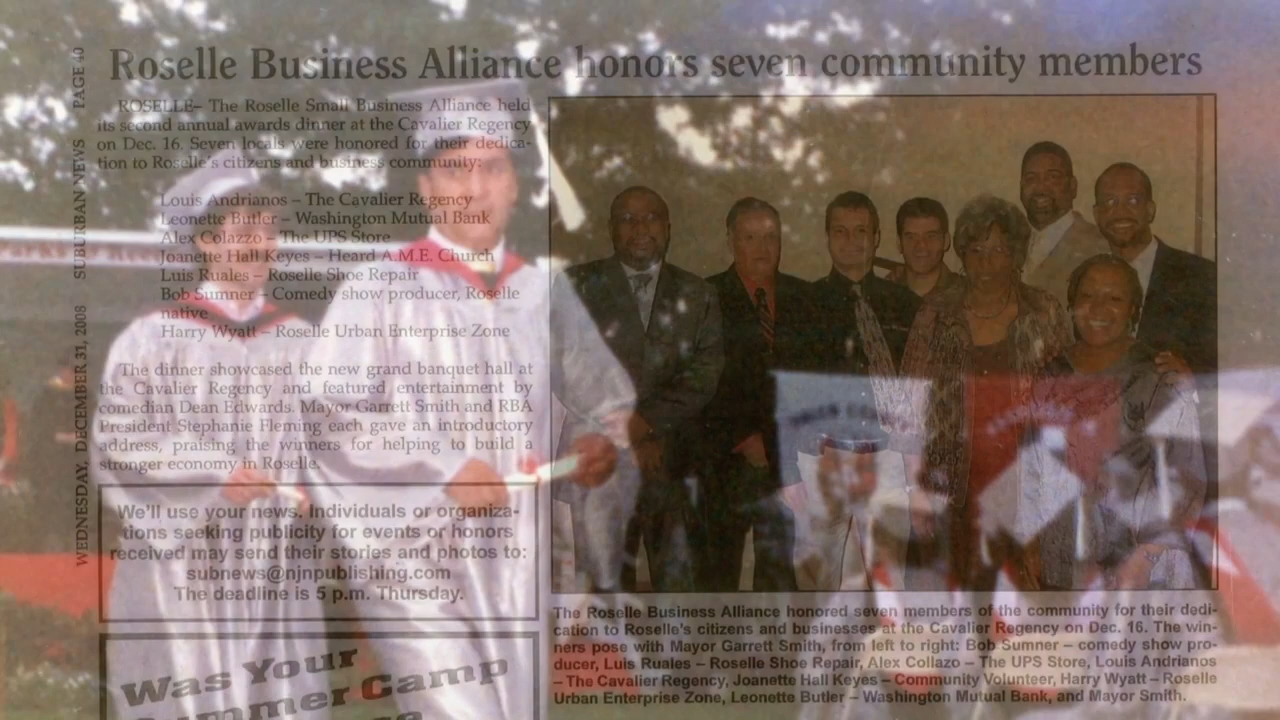 Roselle Business Alliance honors seven community members
WEDNESDAY, DECEMBER 31, 2008 SUBURBAN NEWS PAGE 40
ROSELLE– The Roselle Small Business Alliance held
its second annual awards dinner at the Cavalier Regency
on Dec. 16. Seven locals were honored for their dedica-
tion to Roselle's citizens and business community:
Louis Andrianos – The Cavalier Regency
Leonette Butler – Washington Mutual Bank
Alex Colazzo – The UPS Store
Joanette Hall Keyes – Heard A.M.E. Church
Luis Ruales – Roselle Shoe Repair
Bob Sumner – Comedy show producer, Roselle
native
Harry Wyatt – Roselle Urban Enterprise Zone
The dinner showcased the new grand banquet hall at
the Cavalier Regency and featured entertainment by
comedian Dean Edwards. Mayor Garrett Smith and RBA
President Stephanie Fleming each gave an introductory
address, praising the winners for helping to build a
stronger economy in Roselle.
We'll use your news. Individuals or organiza-
tions seeking publicity for events or honors
received may send their stories and photos to:
subnews@njnpublishing.com
The deadline is 5 p.m. Thursday.
Was Your
Summer Camp
The Roselle Business Alliance honored seven members of the community for their dedi-
cation to Roselle's citizens and businesses at the Cavalier Regency on Dec. 16. The win-
ners pose with Mayor Garrett Smith, from left to right: Bob Sumner – comedy show pro-
ducer, Luis Ruales – Roselle Shoe Repair, Alex Collazo – The UPS Store, Louis Andrianos
– The Cavalier Regency, Joanette Hall Keyes – Community Volunteer, Harry Wyatt – Roselle
Urban Enterprise Zone, Leonette Butler – Washington Mutual Bank, and Mayor Smith.